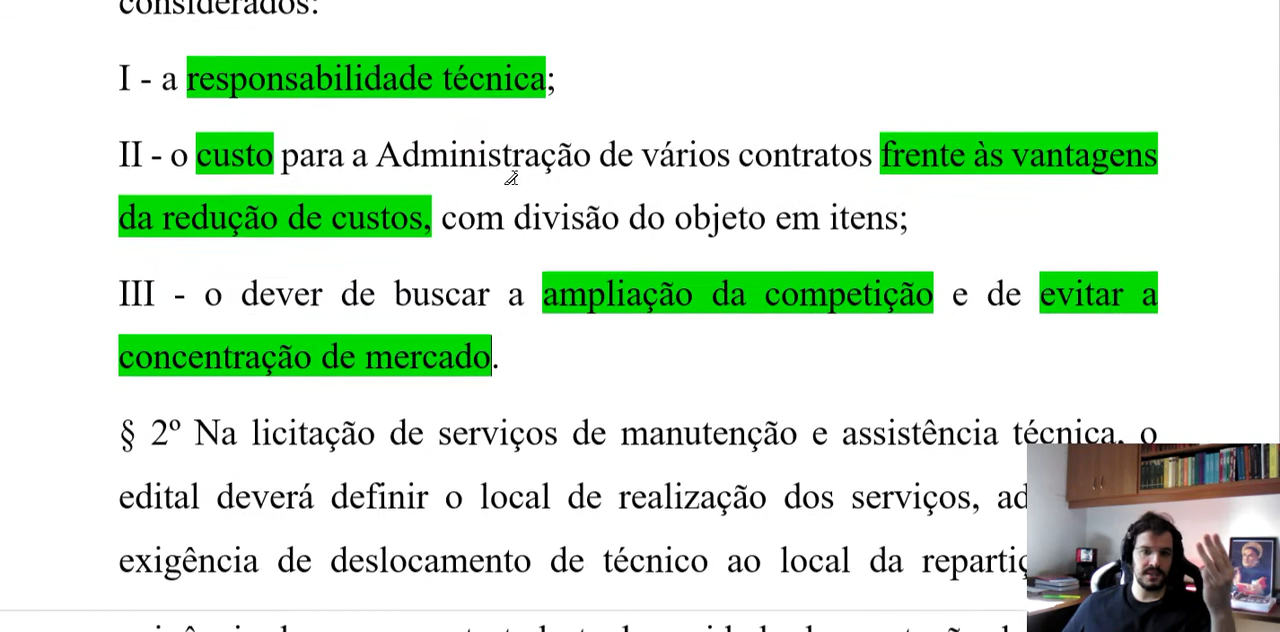 considerados:
I - a responsabilidade técnica;
II - o custo para a Administração de vários contratos frente às vantagens
da redução de custos, com divisão do objeto em itens;
III - o dever de buscar a ampliação da competição e de evitar a
concentração de mercado.
§ 2º Na licitação de serviços de manutenção e assistência técnica, o
edital deverá definir o local de realização dos serviços, ad
exigência de deslocamento de técnico ao local da repartiç